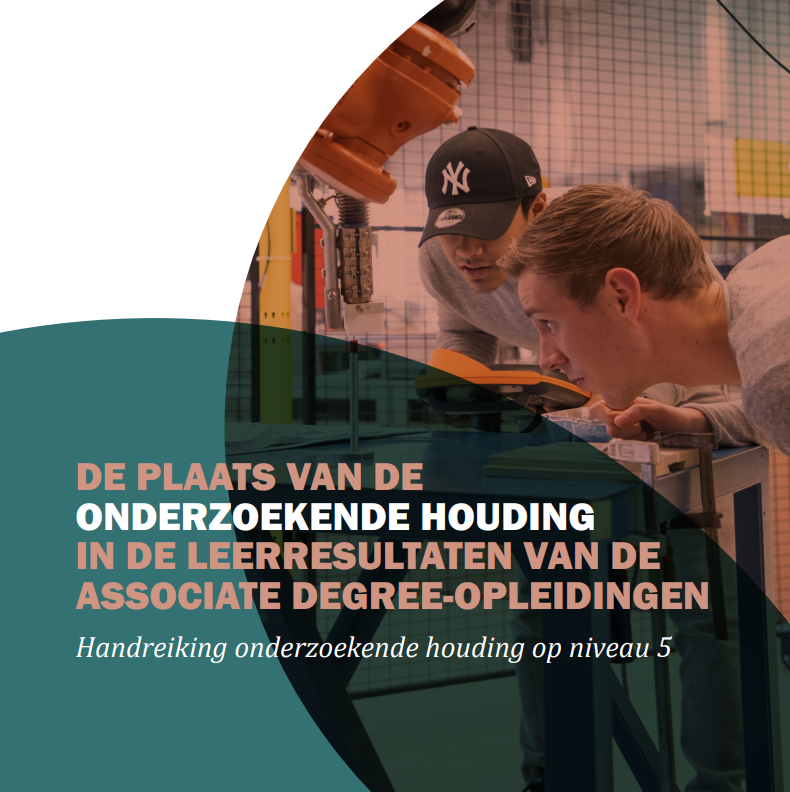 NY
DE PLAATS VAN DE
ONDERZOEKENDE HOUDING
IN DE LEERRESULTATEN VAN DE
ASSOCIATE DEGREE-OPLEIDINGEN
Handreiking onderzoekende houding op niveau 5